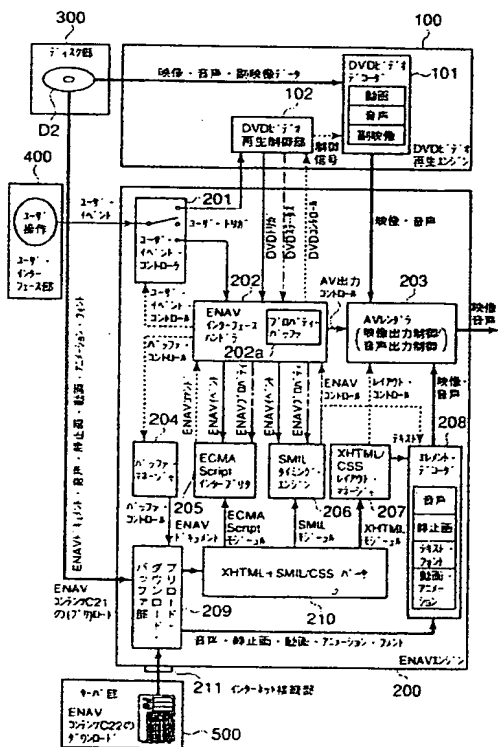 300
ディスク部
D2
映像・音声・副映像データ
100
DVDビデオ
デコーダ
101
動画
音声
副映像
102
DVDビデオ
再生制御部
制御
信号
DVDビデオ
再生エンジン
400
ユーザ
操作
ユーザ・
インター
フェース部
ユーザ・
イベント
201
ユーザ・トリガ
ユーザ・
イベント・
コントローラ
DVDトリガ
DVDステータス
DVDコントロール
映像・音声
ユーザ・
イベント
コントロール
202
ENAV
インターフェース
ハンドラ
プロパティー
バッファ
202a
AV出力
コントロール
203
AVレンダラ
(映像出力制御/
音声出力制御)
映像
音声
バッファ
コントロール
ENAVコマンド
ENAVイベント
ENAVプロパティ
ENAVイベント
ENAVプロパティ
ENAV
コントロール
レイアウト・
コントロール
映像・
音声
208
204
バッファ・
マネージャ
205
ECMA
Script
インタープリタ
SMIL
タイミング・
エンジン
206
XHTML/
CSS
レイアウト・
マネージャ
207
テキスト
エレメント・
デコーダ
音声
静止画
テキスト・
フォント
動画・
アニメー
ション
バッファ・
コントロール
ENAV
ドキュメント
ECMA
Script
モジュール
SMIL
モジュール
XHTML
モジュール
XHTML+SMIL/CSS パーサ
210
プリロード・
ダウンロード・
バッファ部
209
ENAVドキュメント・音声・静止画・動画・アニメーション・フォント
ENAV
コンテンツC21
の(プリ)ロード
音声・静止画・動画・アニメーション・フォント
ENAVエンジン
200
211
インターネット接続部
サーバ部
ENAV
コンテンツC22の
ダウンロード
500